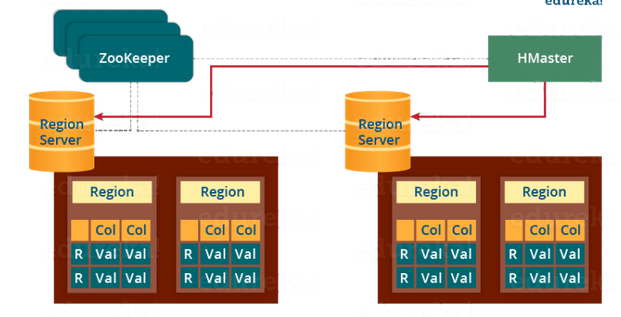 edureka!
ZooKeeper
HMaster
Region
Server
Region
Server
Region
Region
Region
Region
Col Col
Col Col
Col Col
Col Col
R Val Val
R Val Val
R Val Val
R Val Val
R Val Val
R Val Val
R Val Val
R Val Val